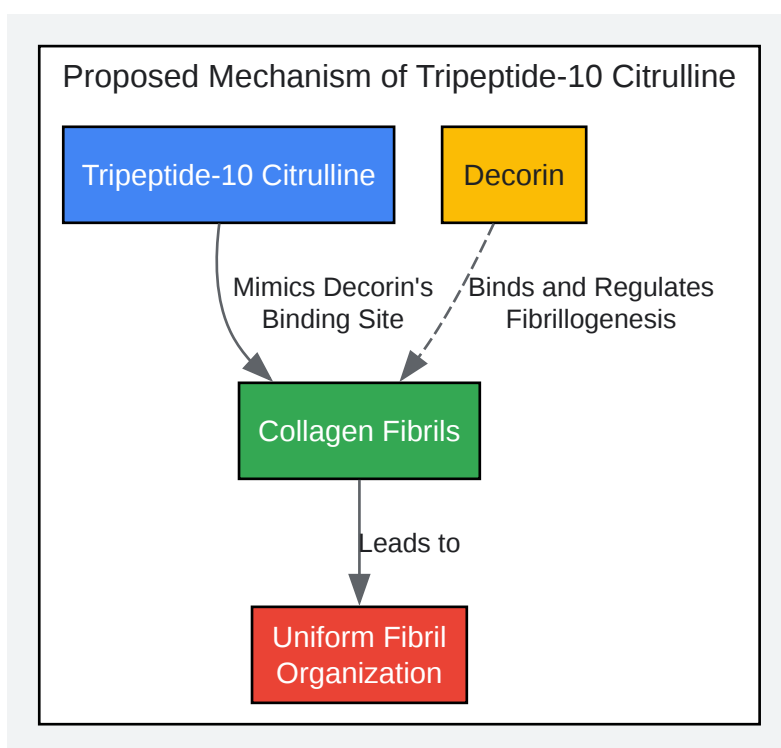 Proposed Mechanism of Tripeptide-10 Citrulline
Tripeptide-10 Citrulline
Decorin
Mimics Decorin's
Binding Site
Binds and Regulates
Fibrillogenesis
Collagen Fibrils
Leads to
Uniform Fibril
Organization